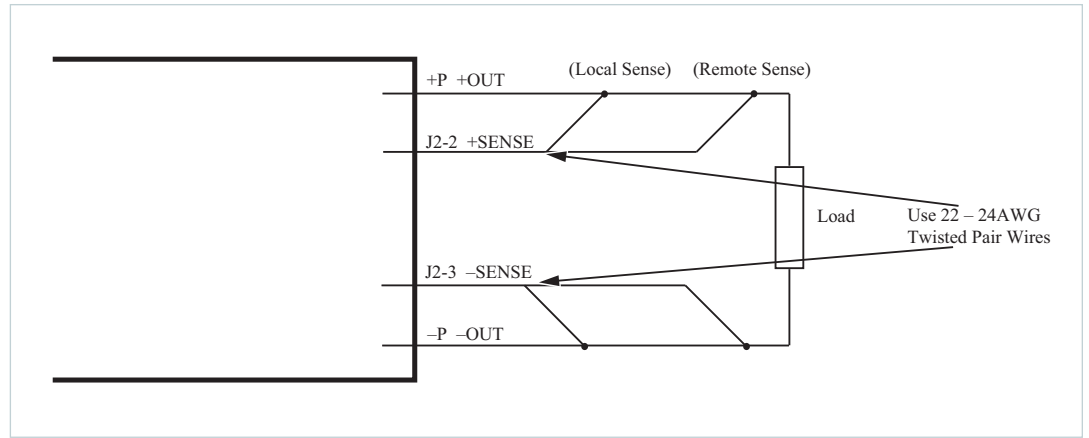 +P +OUT
(Local Sense)
(Remote Sense)
J2-2 +SENSE
Load
Use 22 – 24AWG
Twisted Pair Wires
J2-3 –SENSE
–P –OUT